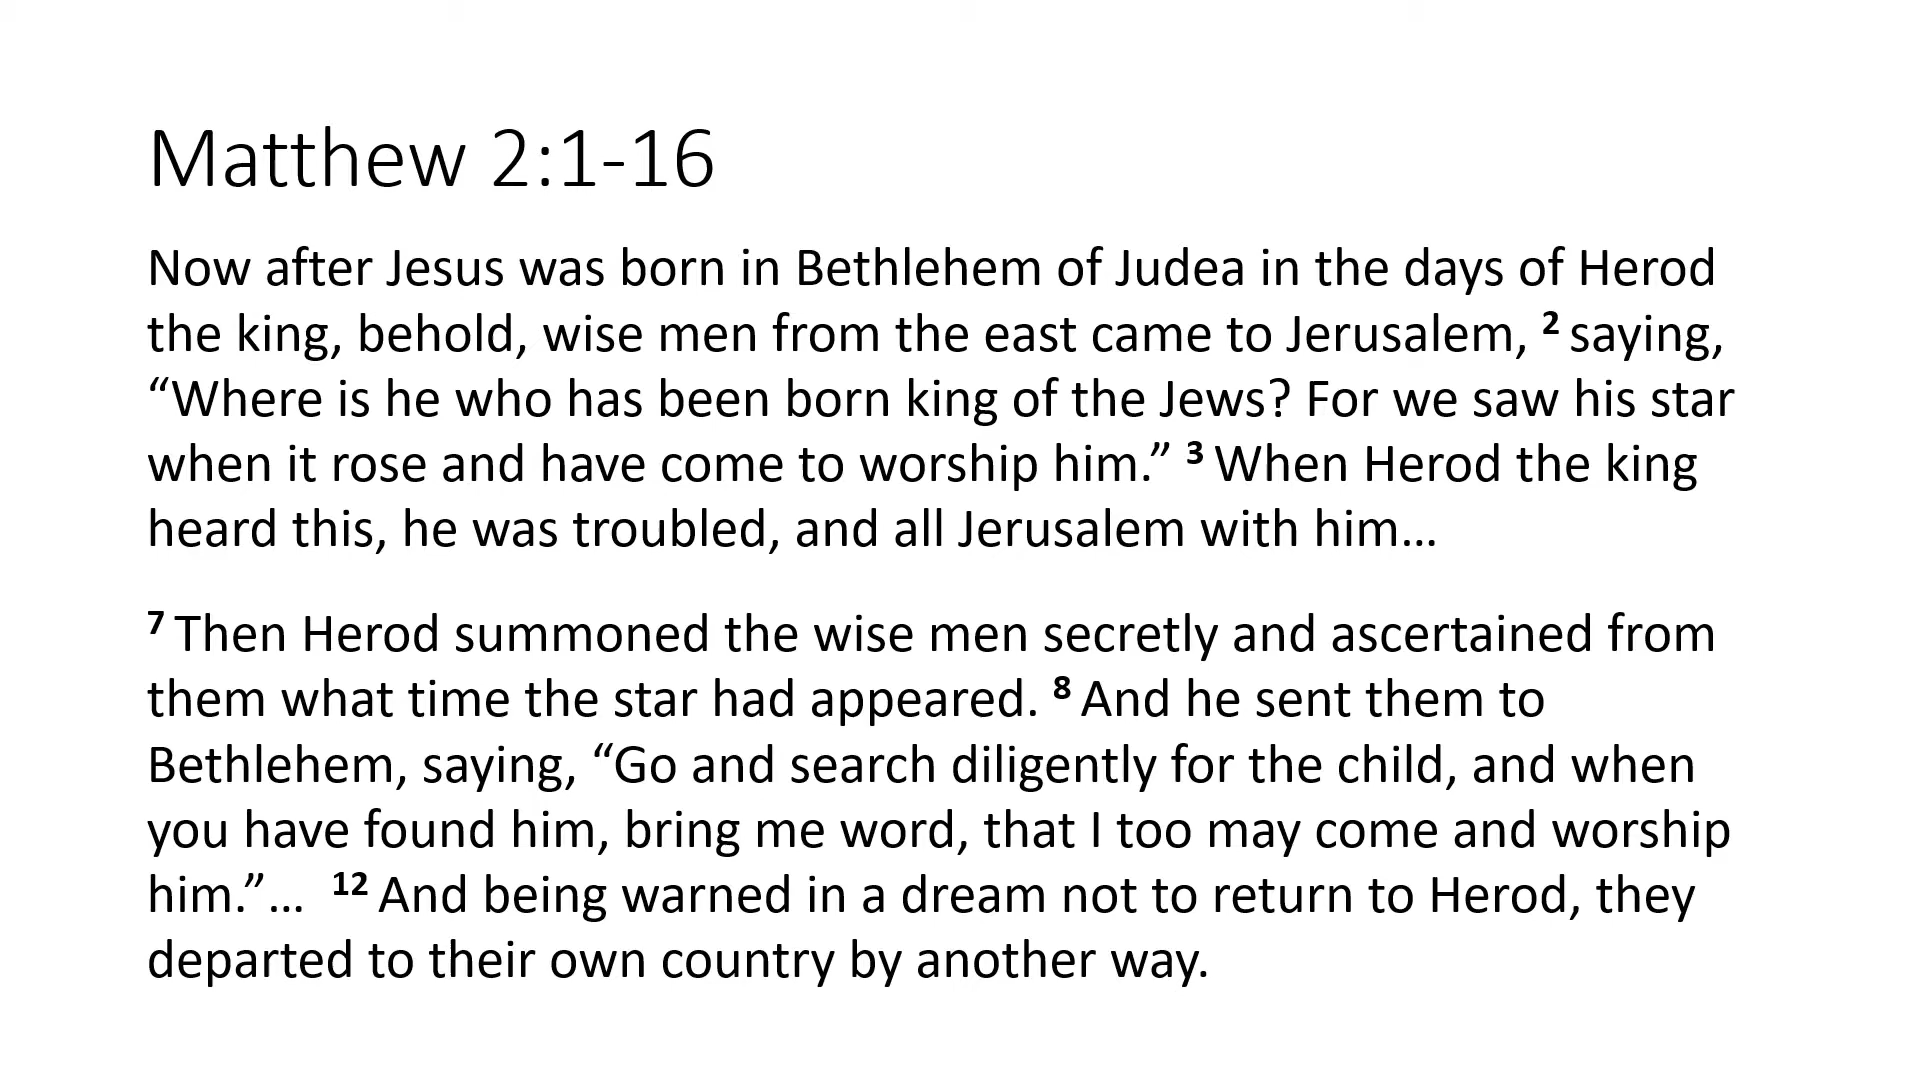 Matthew 2:1-16
Now after Jesus was born in Bethlehem of Judea in the days of Herod
the king, behold, wise men from the east came to Jerusalem, ² saying,
“Where is he who has been born king of the Jews? For we saw his star
when it rose and have come to worship him.” ³ When Herod the king
heard this, he was troubled, and all Jerusalem with him…
⁷ Then Herod summoned the wise men secretly and ascertained from
them what time the star had appeared. ⁸ And he sent them to
Bethlehem, saying, “Go and search diligently for the child, and when
you have found him, bring me word, that I too may come and worship
him.”… ¹² And being warned in a dream not to return to Herod, they
departed to their own country by another way.